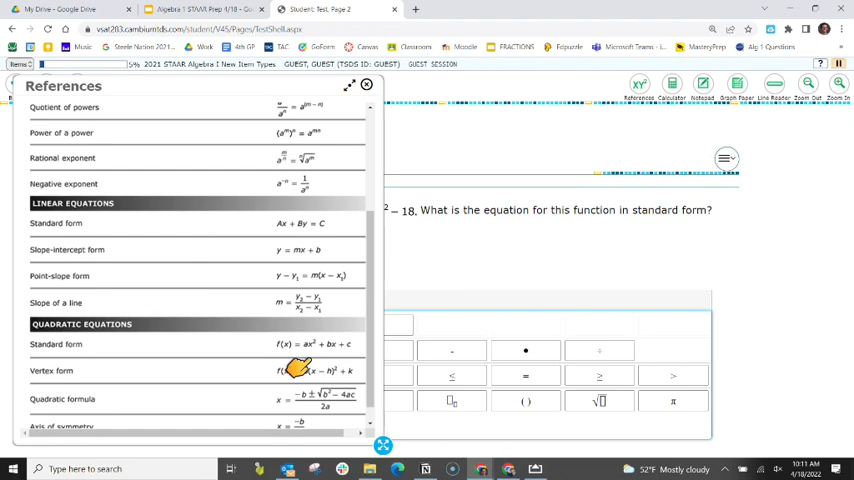 My Drive - Google Drive
Algebra 1 STAAR Prep 4/18 - Go
Student: Test, Page 2
vsat283.cambiumtds.com/student/V45/Pages/TestShell.aspx
Music
Steele Nation 2021...
Work
4th GP
TAC
GoForm
Canvas
Classroom
Moodle
FRACTIONS
Edpuzzle
Microsoft Teams - i...
MasteryPrep
Alg 1 Questions
Items
5% 2021 STAAR Algebra I New Item Types
GUEST, GUEST (TSDS ID: GUEST)
GUEST SESSION
References
Calculator
Notepad
Graph Paper
Line Reader
Zoom Out
Zoom In
References
Quotient of powers aᵐ/aⁿ = a⁽ᵐ⁻ⁿ⁾
Power of a power (aᵐ)ⁿ = aᵐⁿ
Rational exponent a^(m/n) = ⁿ√aᵐ
Negative exponent a⁻ⁿ = 1/aⁿ
LINEAR EQUATIONS
Standard form Ax + By = C
Slope-intercept form y = mx + b
Point-slope form y − y₁ = m(x − x₁)
Slope of a line m = (y₂ − y₁)/(x₂ − x₁)
QUADRATIC EQUATIONS
Standard form f(x) = ax² + bx + c
Vertex form f( (x − h)² + k
Quadratic formula x = (−b ± √(b² − 4ac))/2a
Axis of symmetry x = −b
² − 18. What is the equation for this function in standard form?
- • ÷
≤ = ≥ >
□□ ( ) √□ π
Type here to search
52°F Mostly cloudy
10:11 AM
4/18/2022